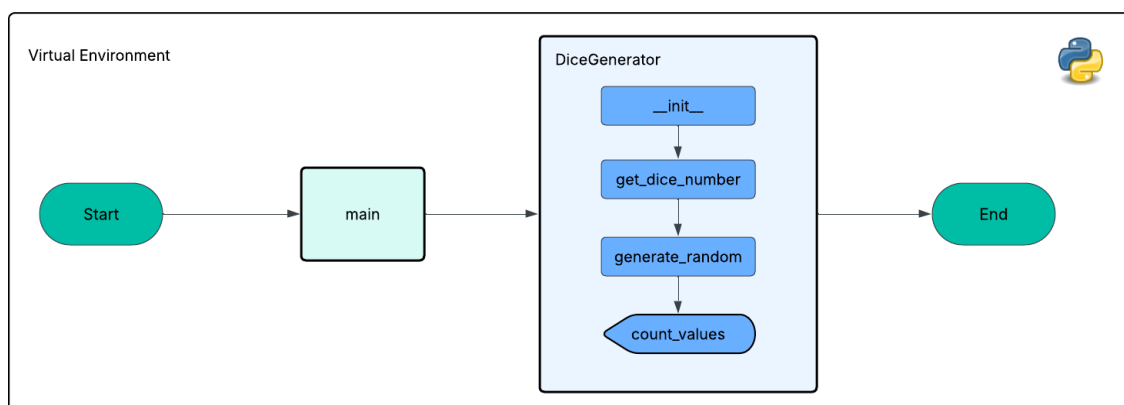 Virtual Environment
DiceGenerator
__init__
get_dice_number
Start
main
End
generate_random
count_values